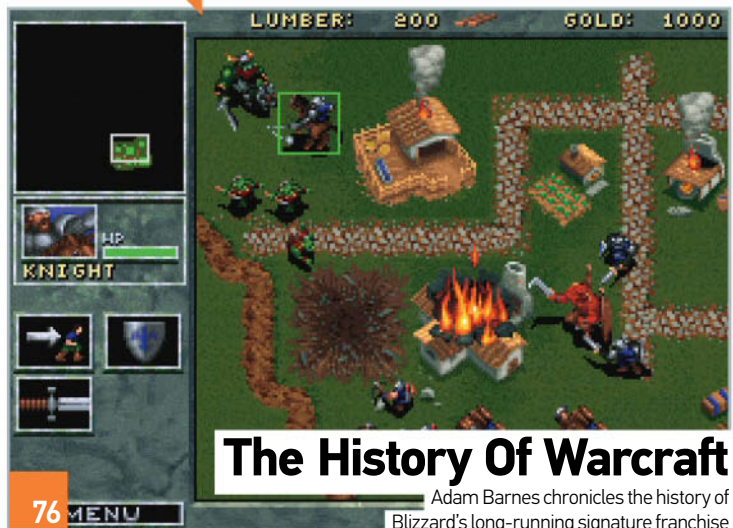 LUMBER: 200 GOLD: 1000
HP
KNIGHT
The History Of Warcraft
Adam Barnes chronicles the history of
Blizzard's long-running signature franchise
76 MENU